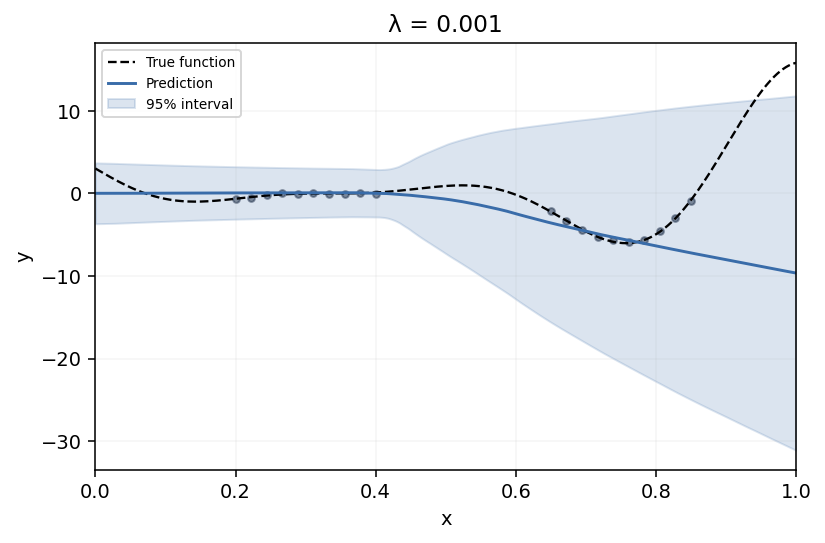 λ = 0.001
True function
Prediction
95% interval
10
0
−10
−20
−30
y
0.0 0.2 0.4 0.6 0.8 1.0
x